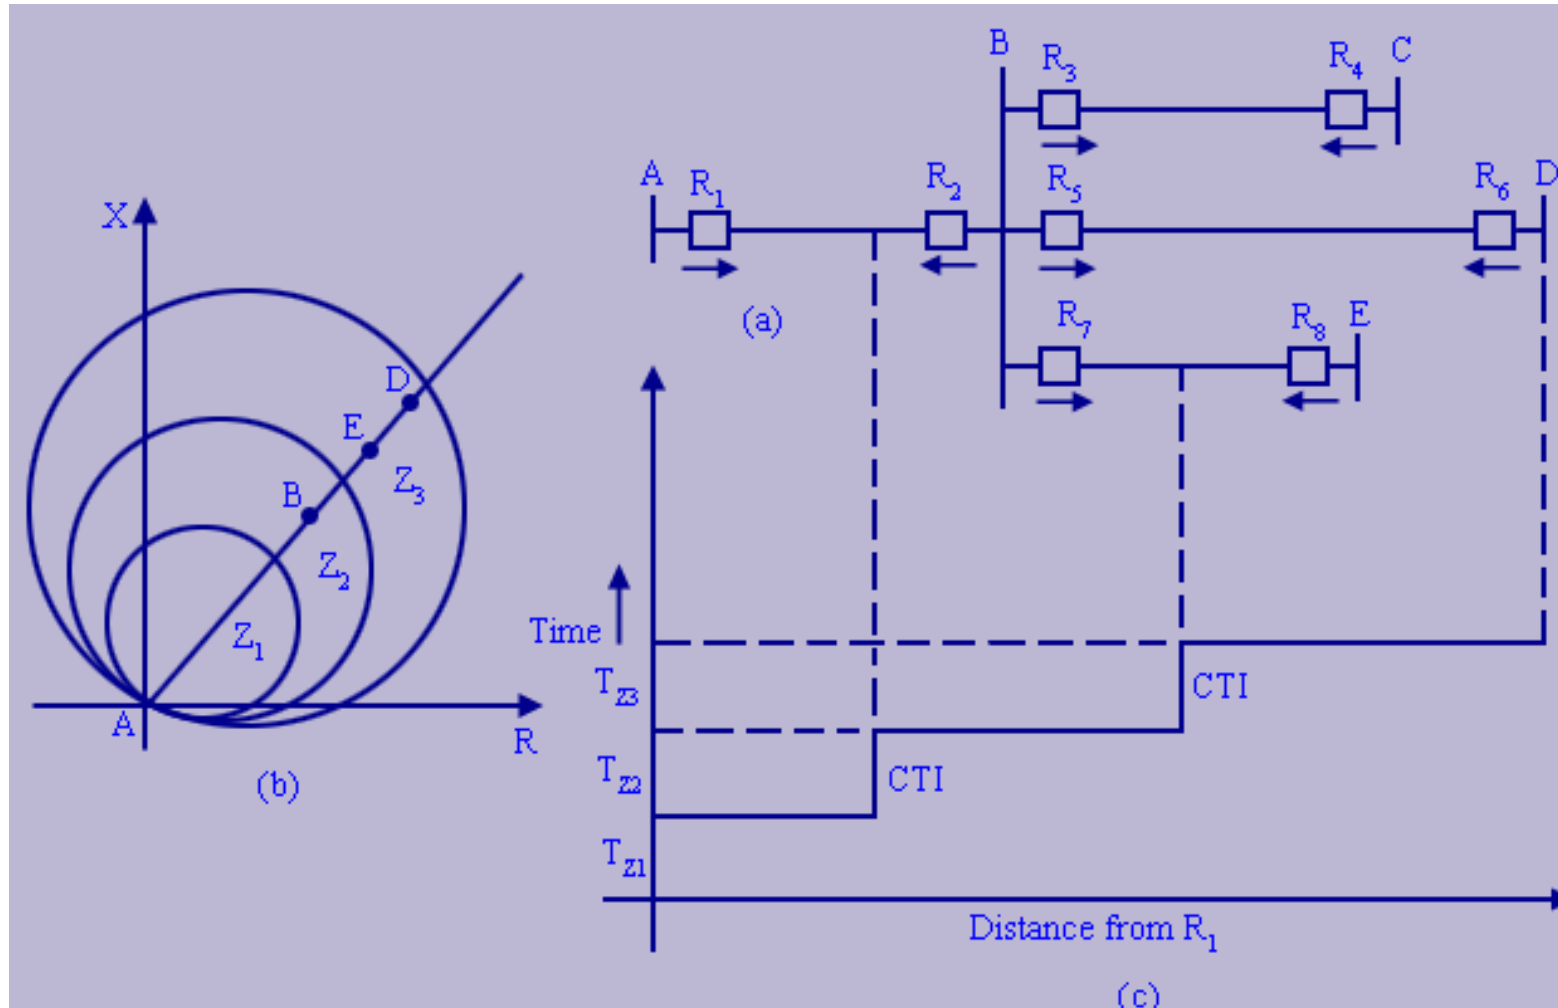 B
R3
R4
C
A
R1
R2
R5
R6
D
(a)
R7
R8
E
X
D
E
Z3
B
Z2
Z1
A
R
(b)
Time
TZ3
CTI
TZ2
CTI
TZ1
Distance from R1
(c)